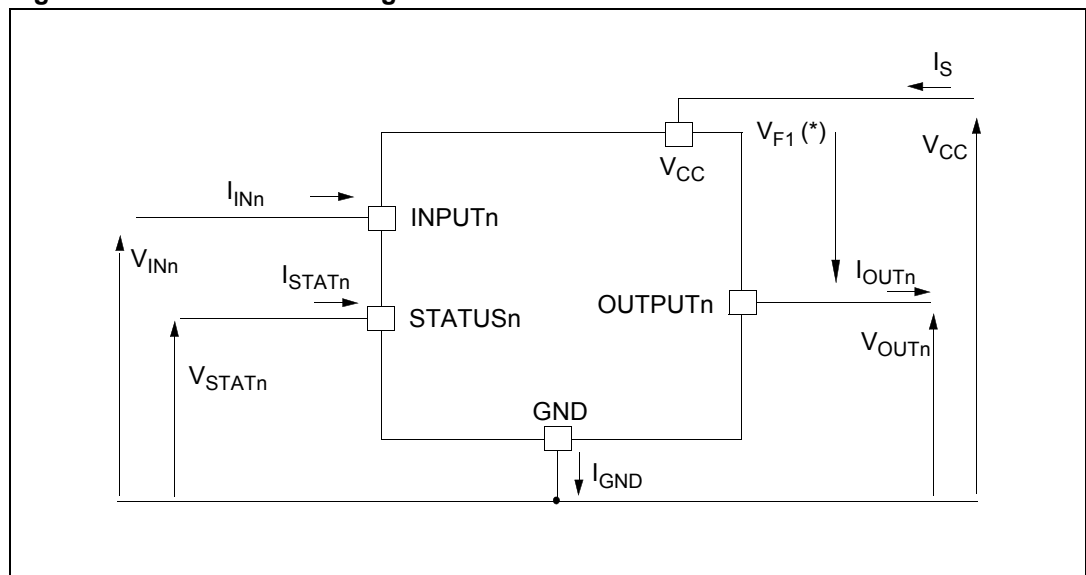 I_S
V_F1 (*)
V_CC
V_CC
I_INn
INPUTn
V_INn
I_STATn
I_OUTn
STATUSn
OUTPUTn
V_OUTn
V_STATn
GND
I_GND